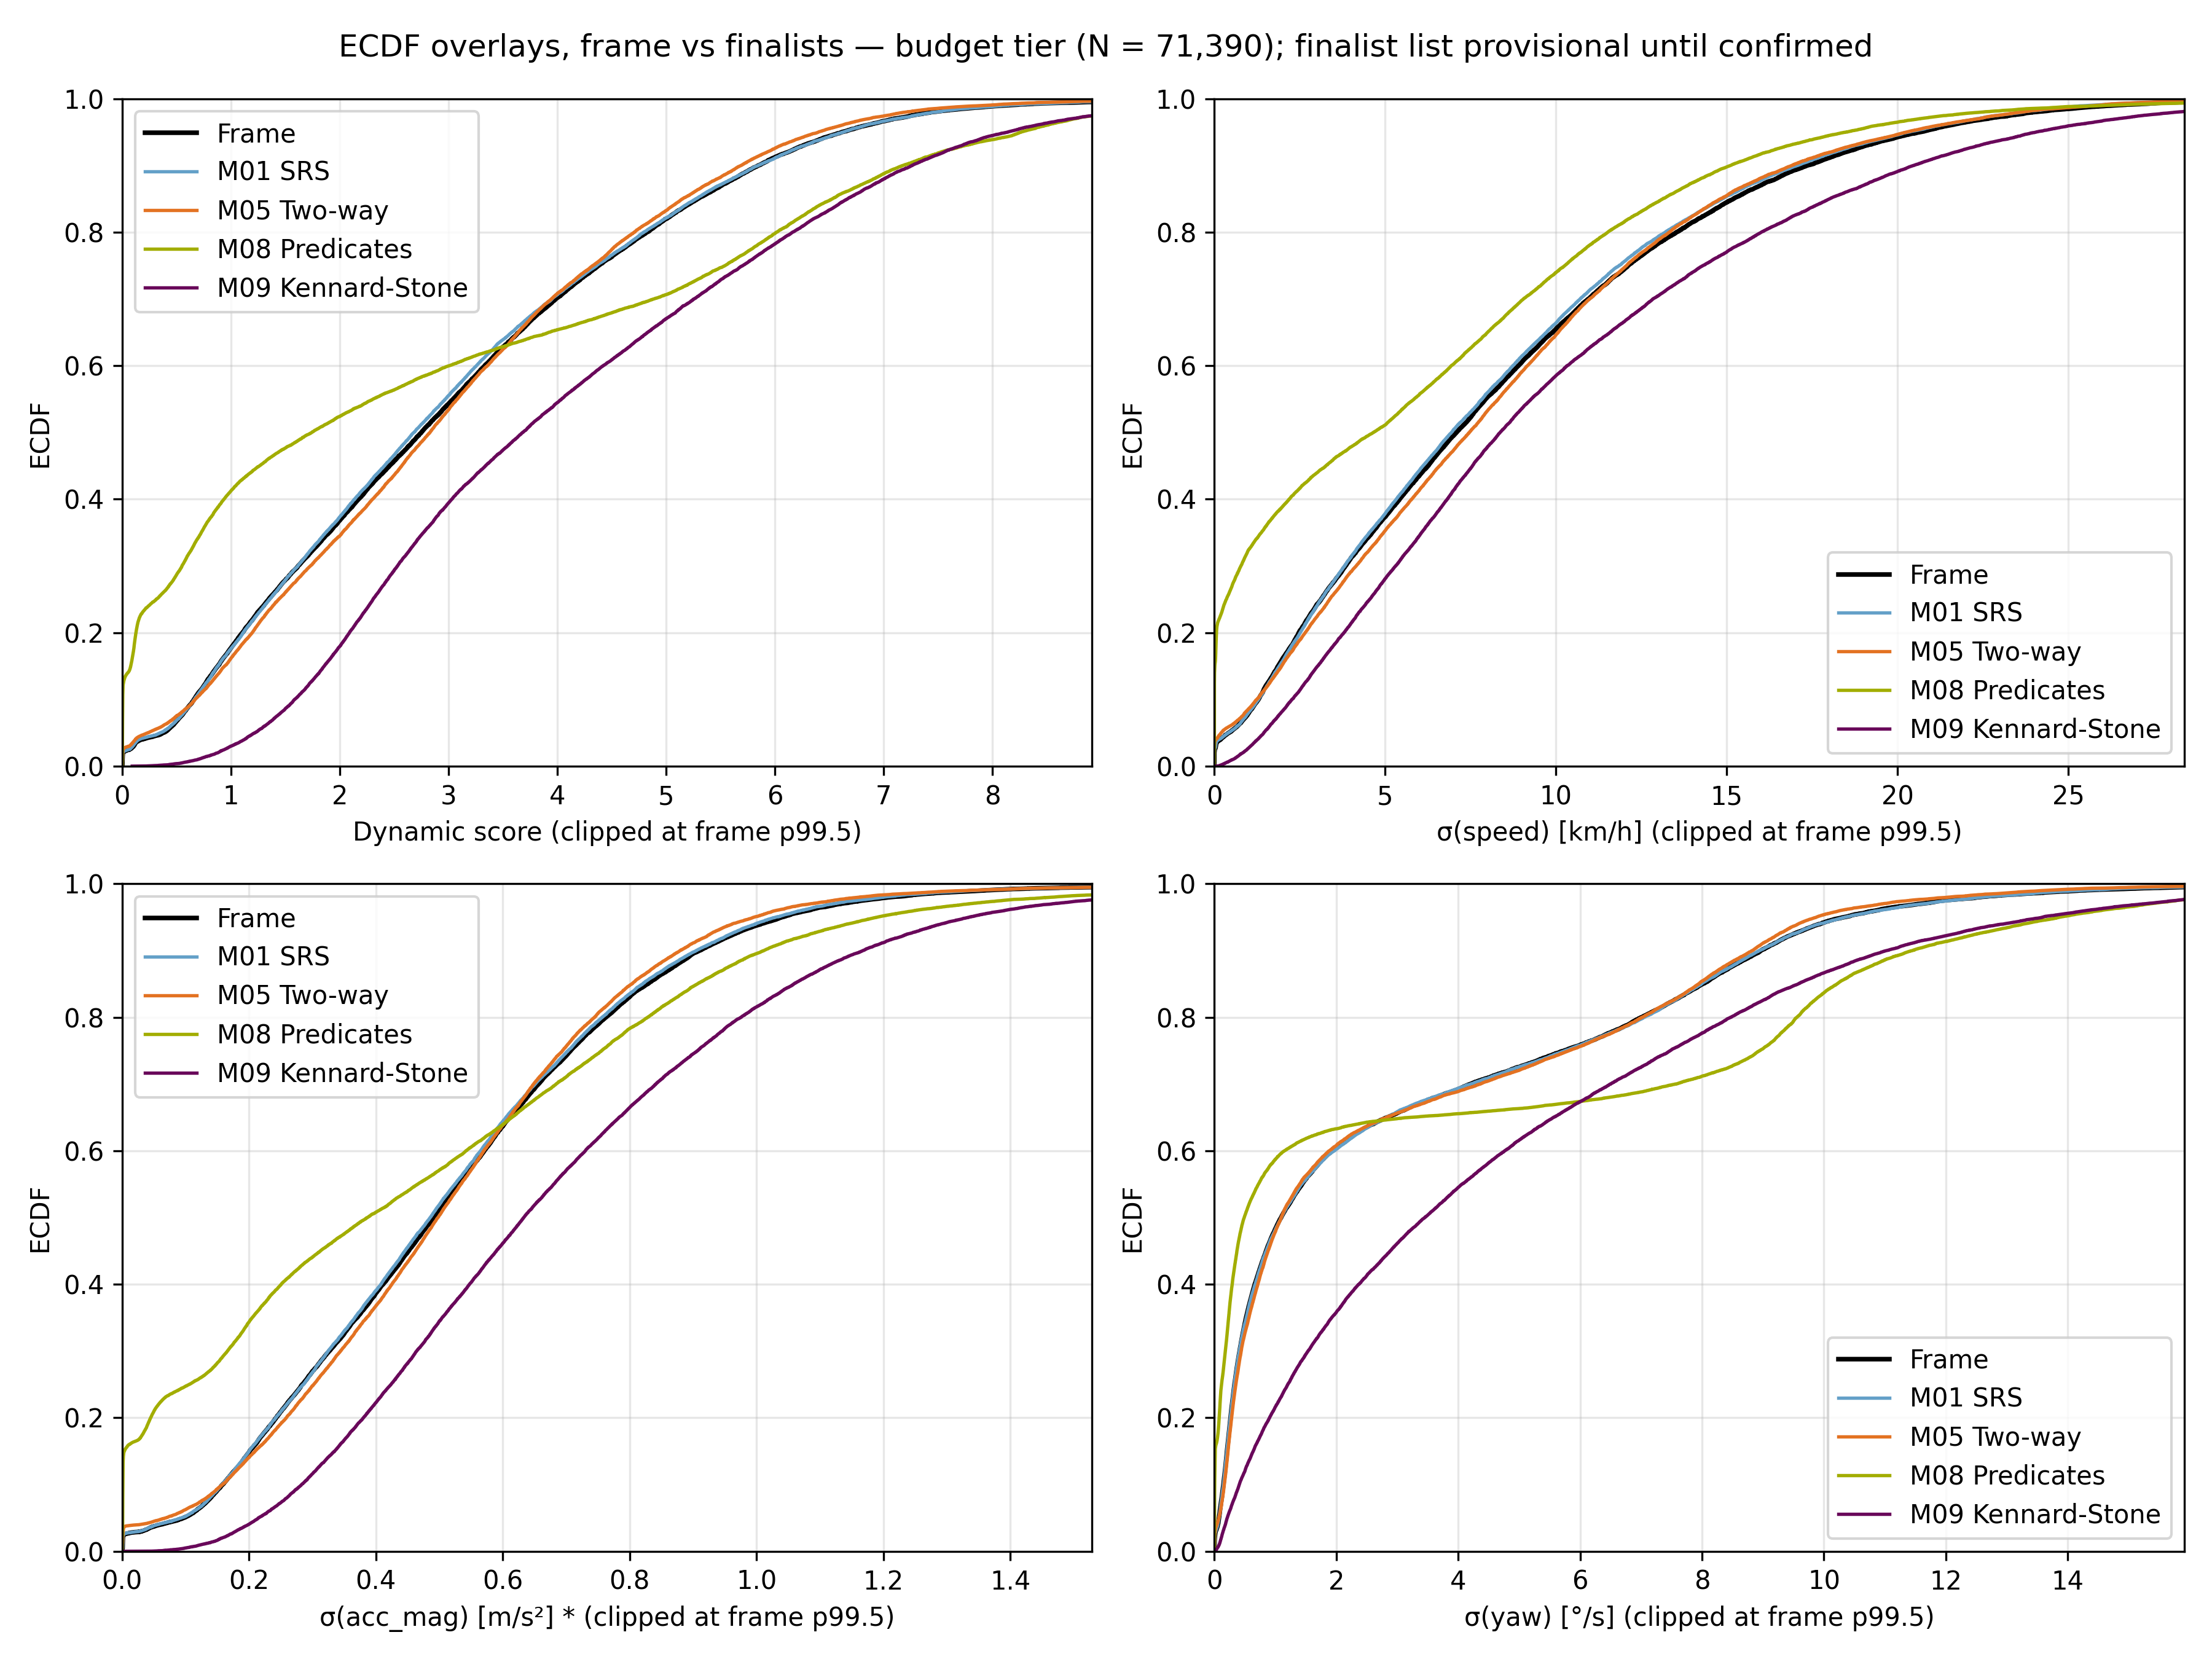 ECDF overlays, frame vs finalists — budget tier (N = 71,390); finalist list provisional until confirmed
1.0
0.8
0.6
0.4
0.2
0.0
ECDF
Frame
M01 SRS
M05 Two-way
M08 Predicates
M09 Kennard-Stone
0 1 2 3 4 5 6 7 8
Dynamic score (clipped at frame p99.5)
1.0
0.8
0.6
0.4
0.2
0.0
ECDF
Frame
M01 SRS
M05 Two-way
M08 Predicates
M09 Kennard-Stone
0 5 10 15 20 25
σ(speed) [km/h] (clipped at frame p99.5)
1.0
0.8
0.6
0.4
0.2
0.0
ECDF
Frame
M01 SRS
M05 Two-way
M08 Predicates
M09 Kennard-Stone
0.0 0.2 0.4 0.6 0.8 1.0 1.2 1.4
σ(acc_mag) [m/s²] * (clipped at frame p99.5)
1.0
0.8
0.6
0.4
0.2
0.0
ECDF
Frame
M01 SRS
M05 Two-way
M08 Predicates
M09 Kennard-Stone
0 2 4 6 8 10 12 14
σ(yaw) [°/s] (clipped at frame p99.5)